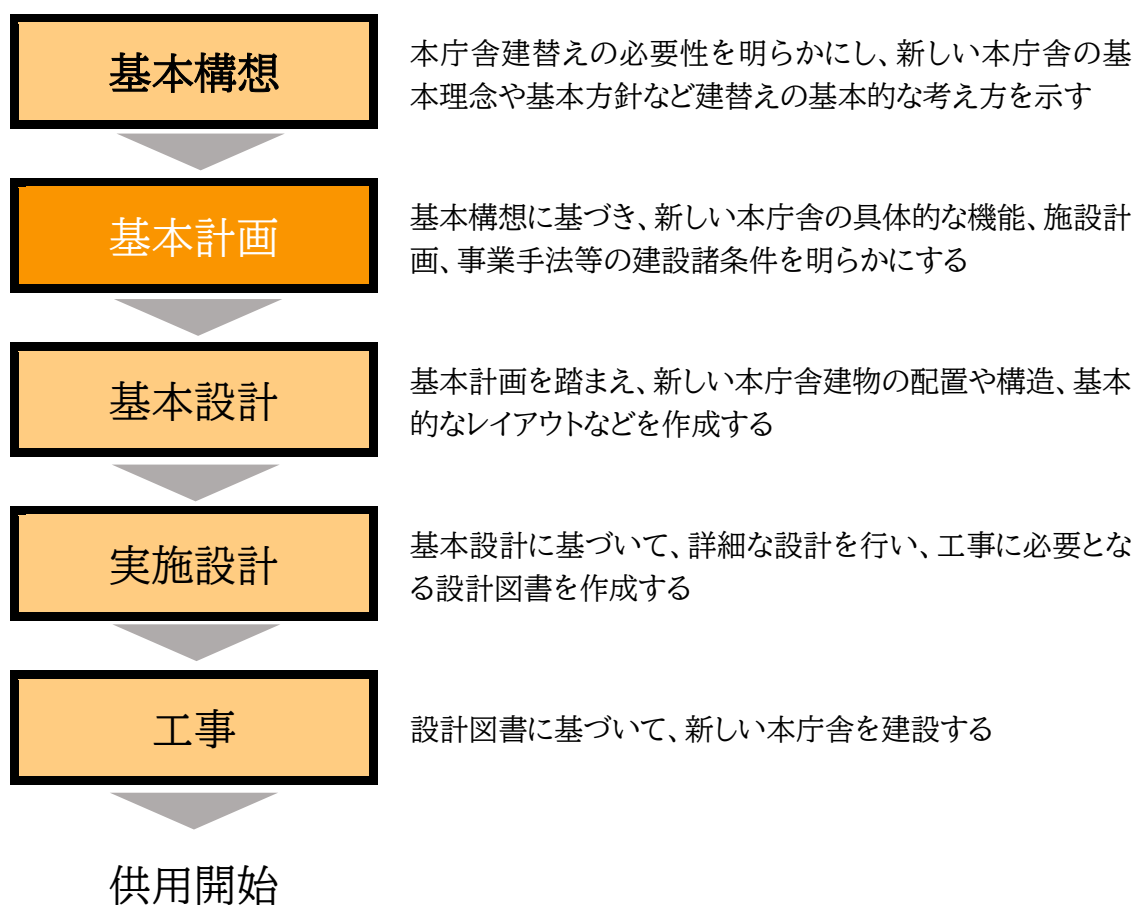 基本構想
本庁舎建替えの必要性を明らかにし、新しい本庁舎の基
本理念や基本方針など建替えの基本的な考え方を示す
基本計画
基本構想に基づき、新しい本庁舎の具体的な機能、施設計
画、事業手法等の建設諸条件を明らかにする
基本設計
基本計画を踏まえ、新しい本庁舎建物の配置や構造、基本
的なレイアウトなどを作成する
実施設計
基本設計に基づいて、詳細な設計を行い、工事に必要とな
る設計図書を作成する
工事
設計図書に基づいて、新しい本庁舎を建設する
供用開始